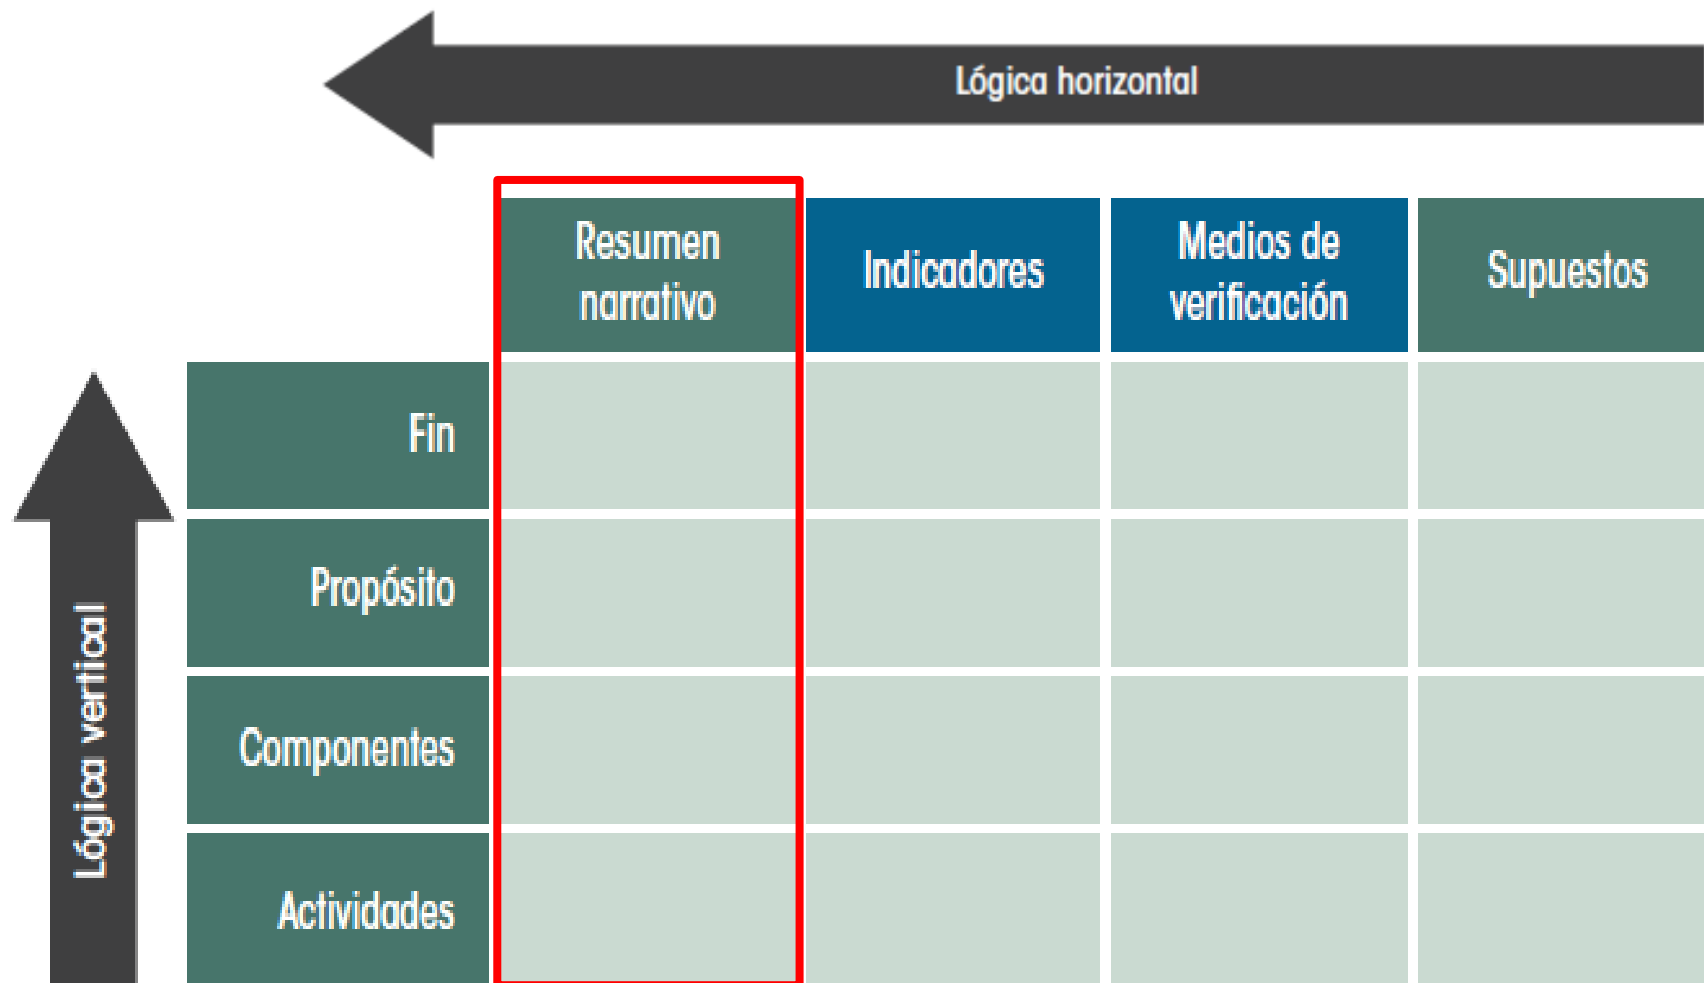 Lógica horizontal
Resumen
narrativo
Indicadores
Medios de
verificación
Supuestos
Fin
Propósito
Componentes
Actividades
Lógica vertical